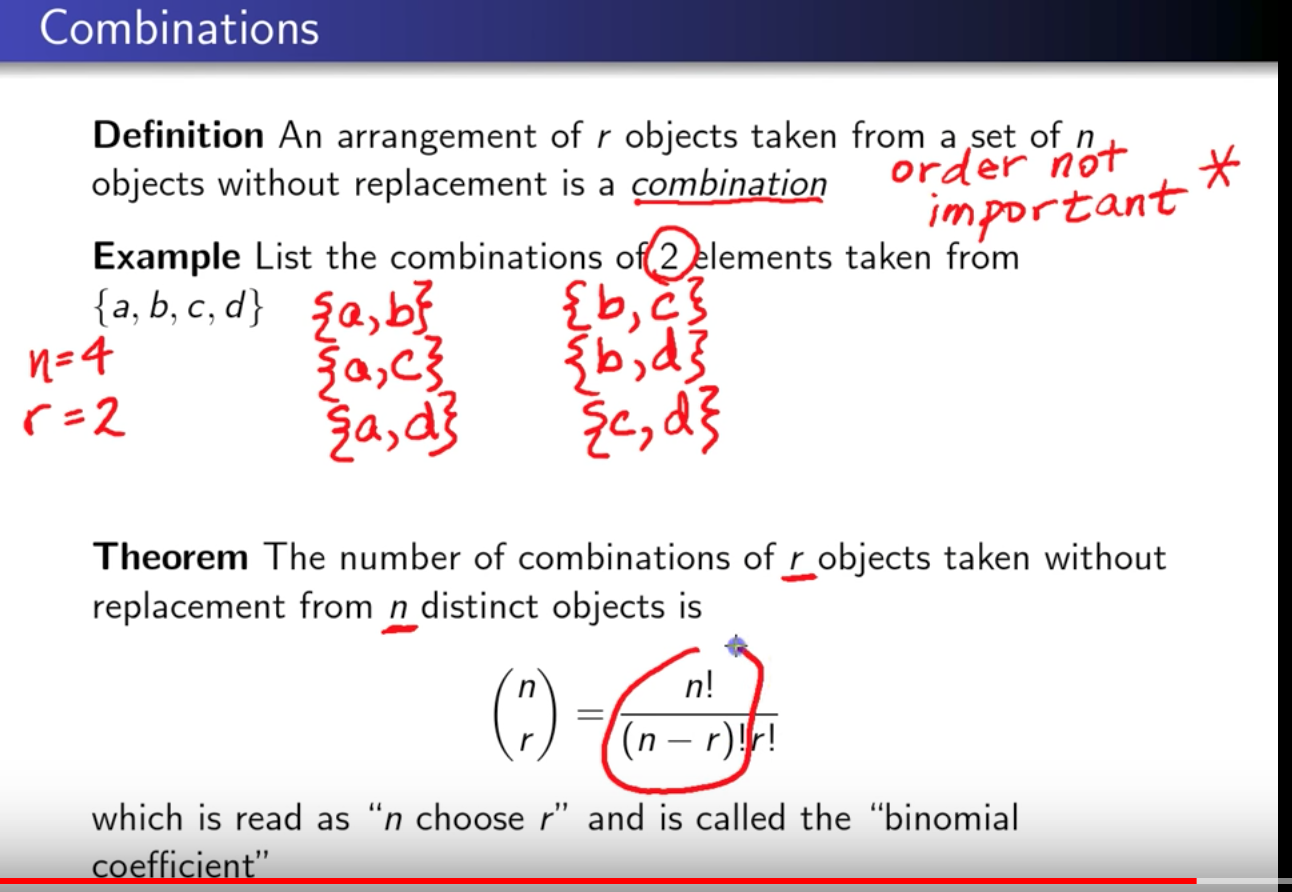 Combinations
Definition An arrangement of r objects taken from a set of n
objects without replacement is a combination
order not
important *
Example List the combinations of 2 elements taken from
{a, b, c, d}
{a,b} {b,c}
n=4 {a,c} {b,d}
r=2 {a,d} {c,d}
Theorem The number of combinations of r objects taken without
replacement from n distinct objects is
(n r) = n! / (n − r)!r!
which is read as “n choose r” and is called the “binomial
coefficient”